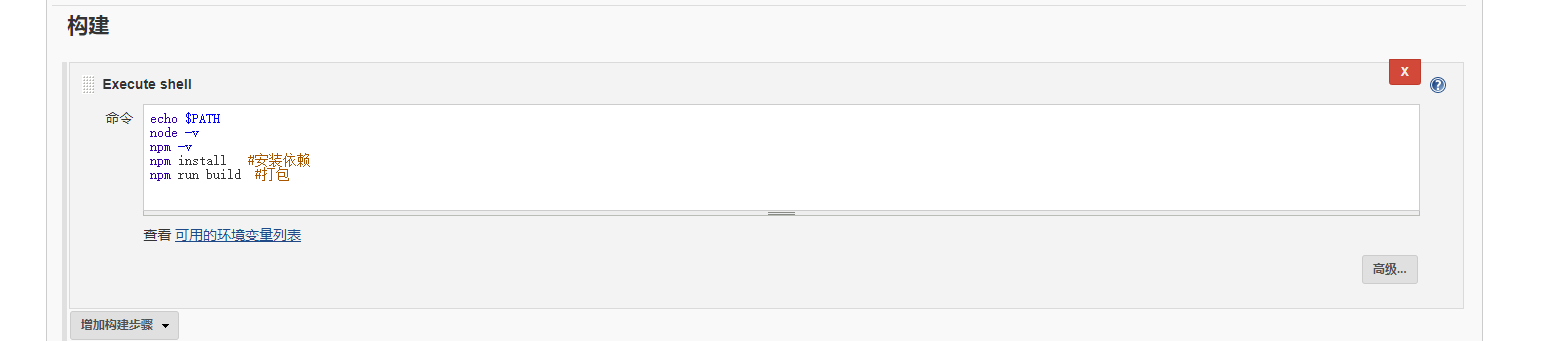 构建
Execute shell
X
命令
echo $PATH
node -v
npm -v
npm install #安装依赖
npm run build #打包
查看 可用的环境变量列表
高级...
增加构建步骤